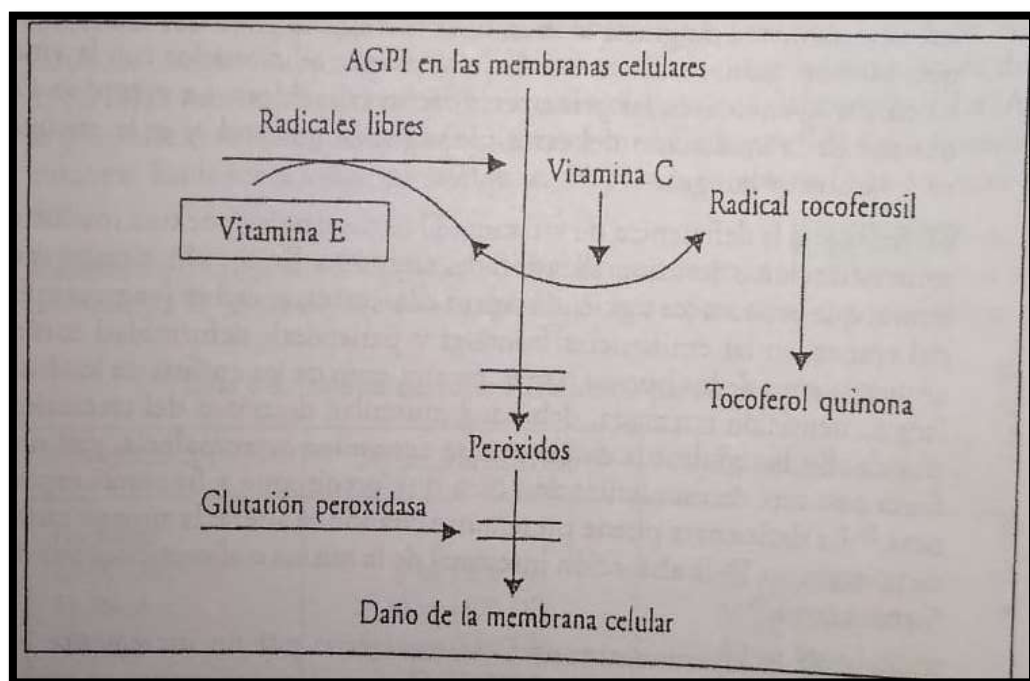 AGPI en las membranas celulares
Radicales libres
Vitamina C
Radical tocoferosil
Vitamina E
Tocoferol quinona
Peróxidos
Glutatión peroxidasa
Daño de la membrana celular